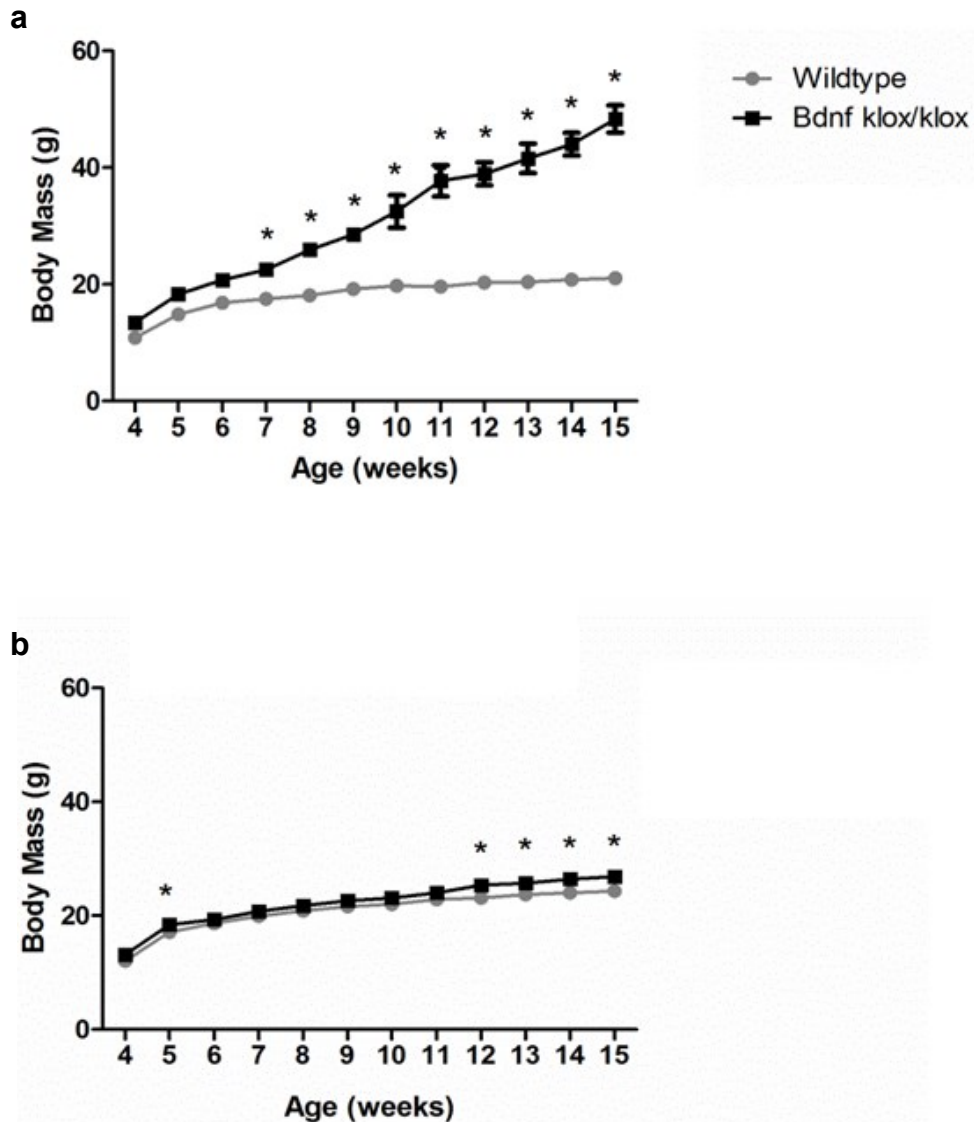 a
60
40
20
0
Body Mass (g)
* * * * * * * * *
4 5 6 7 8 9 10 11 12 13 14 15
Age (weeks)
Wildtype
Bdnf klox/klox
b
60
40
20
0
Body Mass (g)
* * * * *
4 5 6 7 8 9 10 11 12 13 14 15
Age (weeks)